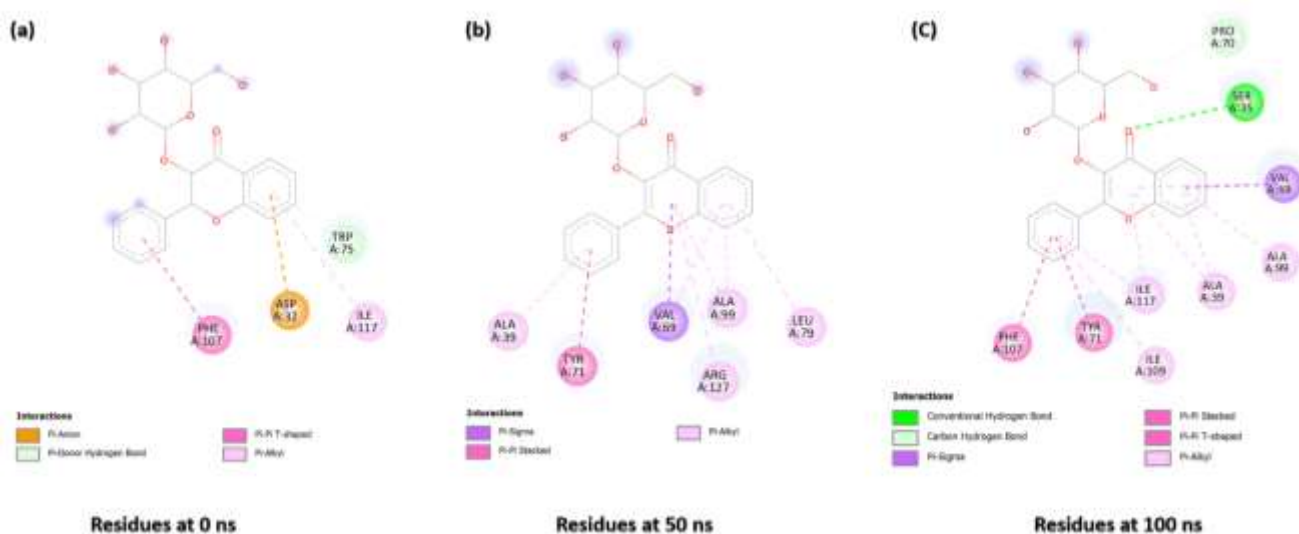 (a)
TRP
A:75
ASP
A:32
ILE
A:117
PHE
A:107
Interactions
Pi-Anion
Pi-Donor Hydrogen Bond
Pi-Pi T-shaped
Pi-Alkyl
Residues at 0 ns
(b)
ALA
A:39
TYR
A:71
VAL
A:69
ALA
A:99
ARG
A:127
LEU
A:79
Interactions
Pi-Sigma
Pi-Pi Stacked
Pi-Alkyl
Residues at 50 ns
(C)
PRO
A:70
SER
A:35
VAL
A:69
ALA
A:99
ALA
A:39
ILE
A:117
ILE
A:109
TYR
A:71
PHE
A:107
Interactions
Conventional Hydrogen Bond
Carbon Hydrogen Bond
Pi-Sigma
Pi-Pi Stacked
Pi-Pi T-shaped
Pi-Alkyl
Residues at 100 ns